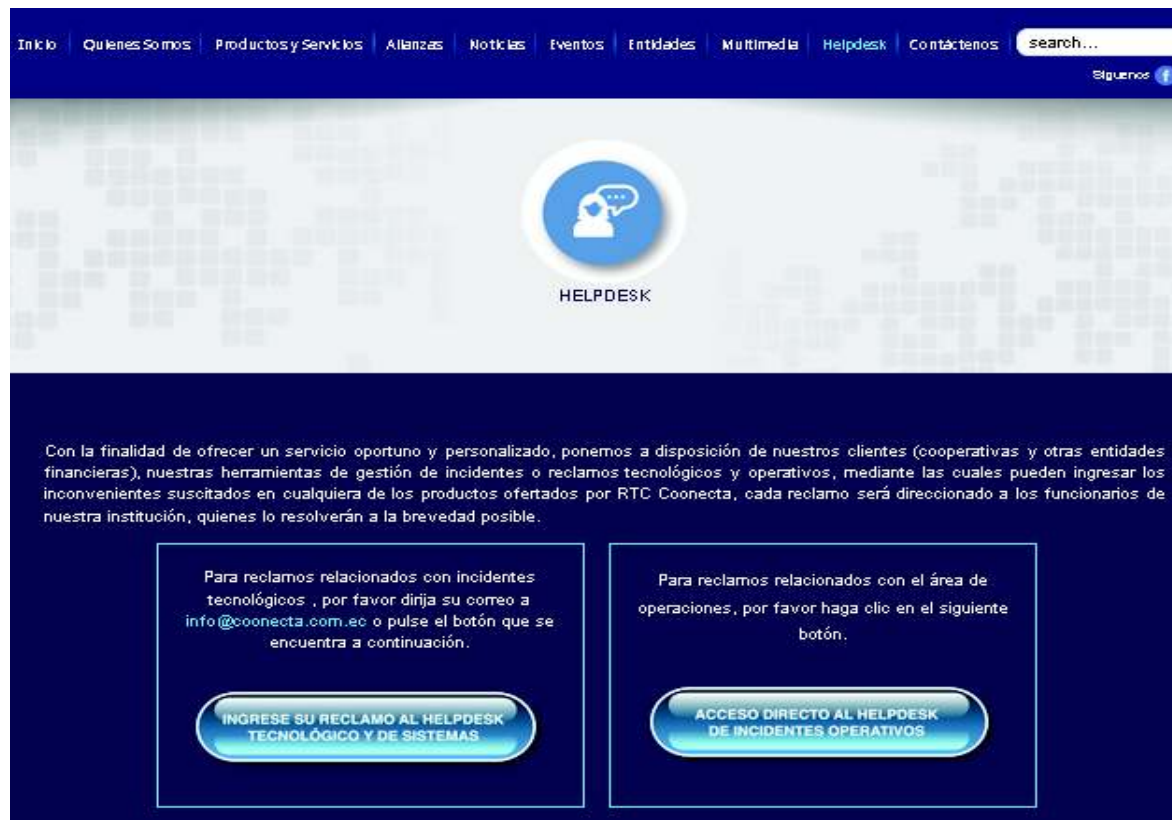 Inicio Quienes Somos Productos y Servicios Alianzas Noticias Eventos Entidades Multimedia Helpdesk Contáctenos search...
Síguenos
HELPDESK
Con la finalidad de ofrecer un servicio oportuno y personalizado, ponemos a disposición de nuestros clientes (cooperativas y otras entidades
financieras), nuestras herramientas de gestión de incidentes o reclamos tecnológicos y operativos, mediante las cuales pueden ingresar los
inconvenientes suscitados en cualquiera de los productos ofertados por RTC Coonecta, cada reclamo será direccionado a los funcionarios de
nuestra institución, quienes lo resolverán a la brevedad posible.
Para reclamos relacionados con incidentes
tecnológicos , por favor dirija su correo a
info@coonecta.com.ec o pulse el botón que se
encuentra a continuación.
INGRESE SU RECLAMO AL HELPDESK
TECNOLÓGICO Y DE SISTEMAS
Para reclamos relacionados con el área de
operaciones, por favor haga clic en el siguiente
botón.
ACCESO DIRECTO AL HELPDESK
DE INCIDENTES OPERATIVOS